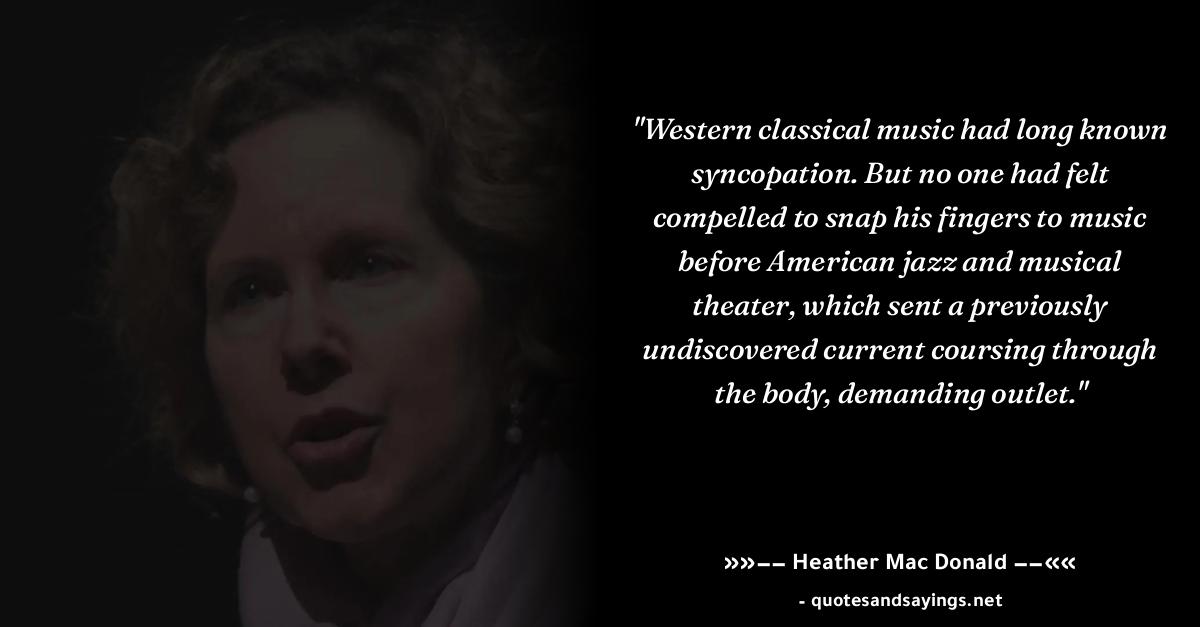 "Western classical music had long known
syncopation. But no one had felt
compelled to snap his fingers to music
before American jazz and musical
theater, which sent a previously
undiscovered current coursing through
the body, demanding outlet."
»»−− Heather Mac Donald −−««
- quotesandsayings.net